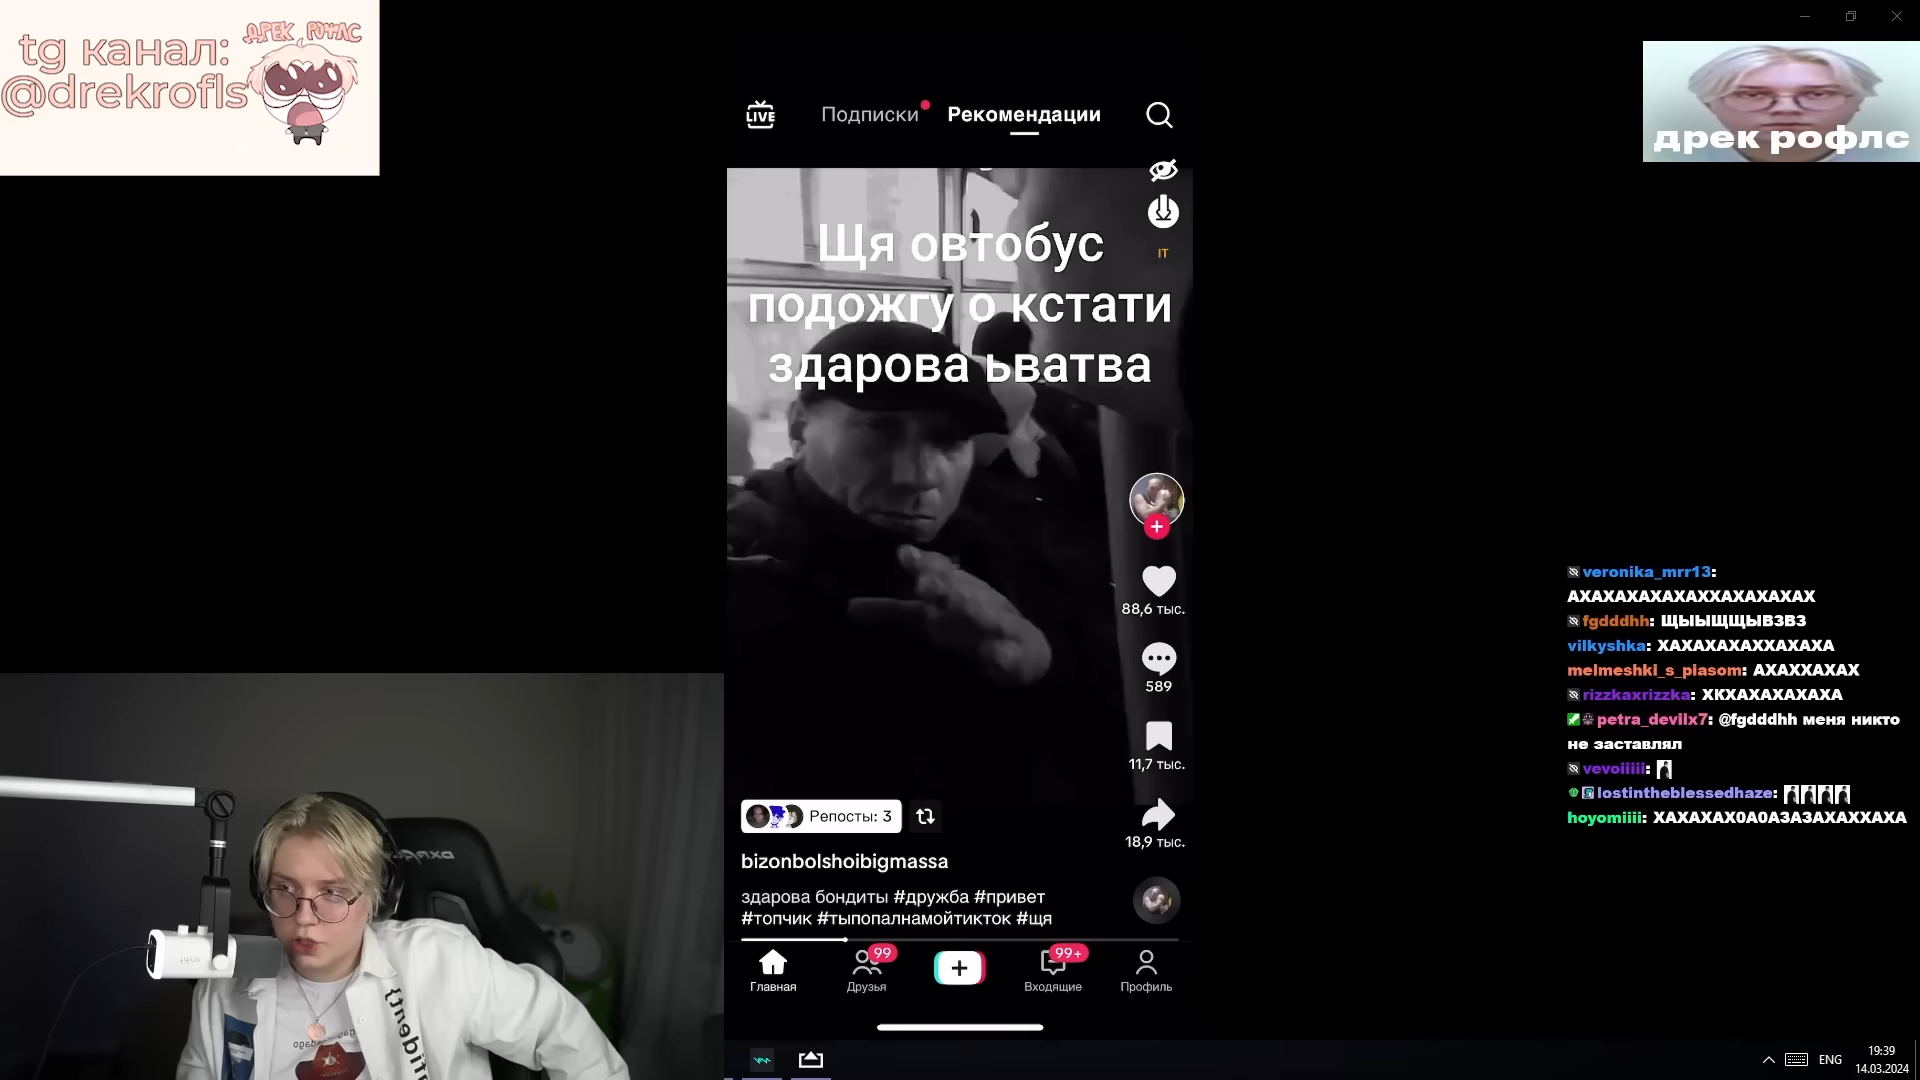 tg канал:
@drekrofls
ДРЕК РОФЛС
дрек рофлс
LIVE
Подписки
Рекомендации
IT
Щя овтобус
подожгу о кстати
здарова ьватва
88,6 тыс.
589
11,7 тыс.
18,9 тыс.
Репосты: 3
bizonbolshoibigmassa
здарова бондиты #дружба #привет
#топчик #тыпопалнамойтикток #щя
99
99+
Главная
Друзья
Входящие
Профиль
veronika_mrr13:
АХАХАХАХАХАХХАХАХАХАХ
fgdddhh: ЩЫЫЩЩЫВЗВЗ
vilkyshka: ХАХАХАХАХХАХАХА
melmeshki_s_piasom: АХАХХАХАХ
rizzkaxrizzka: ХКХАХАХАХАХА
petra_devilx7: @fgdddhh меня никто
не заставлял
vevoiiiii:
lostintheblessedhaze:
hoyomiiii: ХАХАХАХ0А0АЗАЗАХАХХАХА
ENG
19:39
14.03.2024